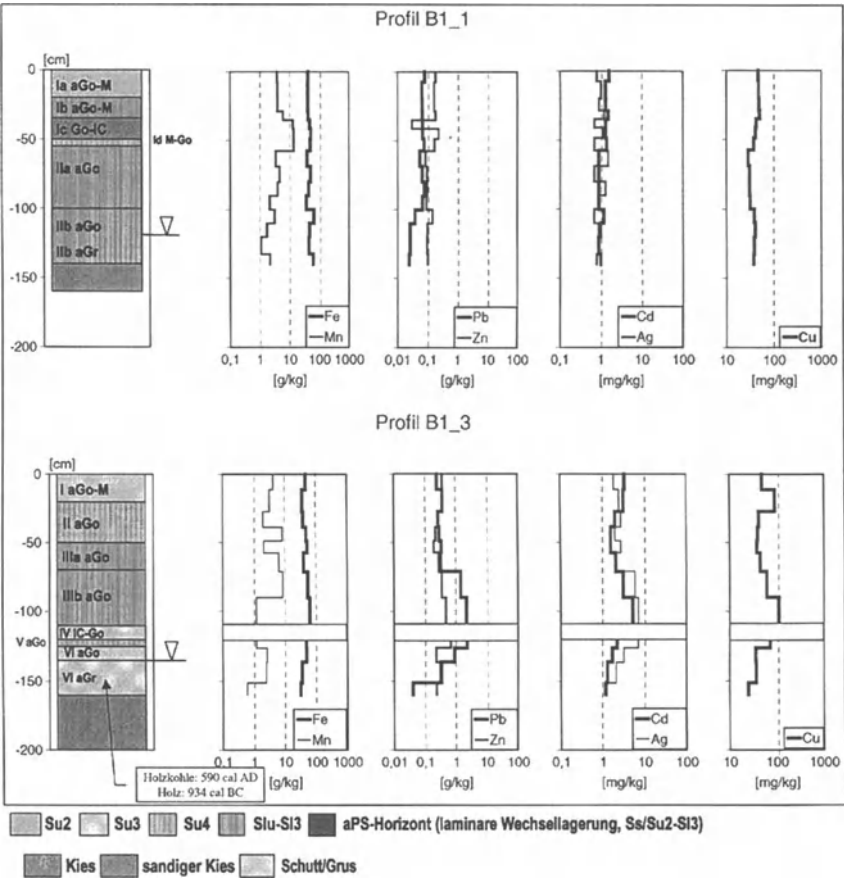 Profil B1_1
[cm]
0
-50
-100
-150
-200
Ia aGo-M
Ib aGo-M
Ic Go-IC
Id M-Go
IIa aGo
IIb aGo
IIb aGr
Fe
Mn
0,1 1 10 100 1000
[g/kg]
Pb
Zn
0,01 0,1 1 10 100
[g/kg]
Cd
Ag
0,1 1 10 100
[mg/kg]
Cu
10 100 1000
[mg/kg]
Profil B1_3
[cm]
0
-50
-100
-150
-200
I aGo-M
II aGo
IIIa aGo
IIIb aGo
IV IC-Go
V aGo
VI aGo
VI aGr
Fe
Mn
0,1 1 10 100 1000
[g/kg]
Pb
Zn
0,01 0,1 1 10 100
[g/kg]
Cd
Ag
0,1 1 10 100
[mg/kg]
Cu
10 100 1000
[mg/kg]
Holzkohle: 590 cal AD
Holz: 934 cal BC
Su2 Su3 Su4 Slu-Sl3 aPS-Horizont (laminare Wechsellagerung, Ss/Su2-Sl3)
Kies sandiger Kies Schutt/Grus